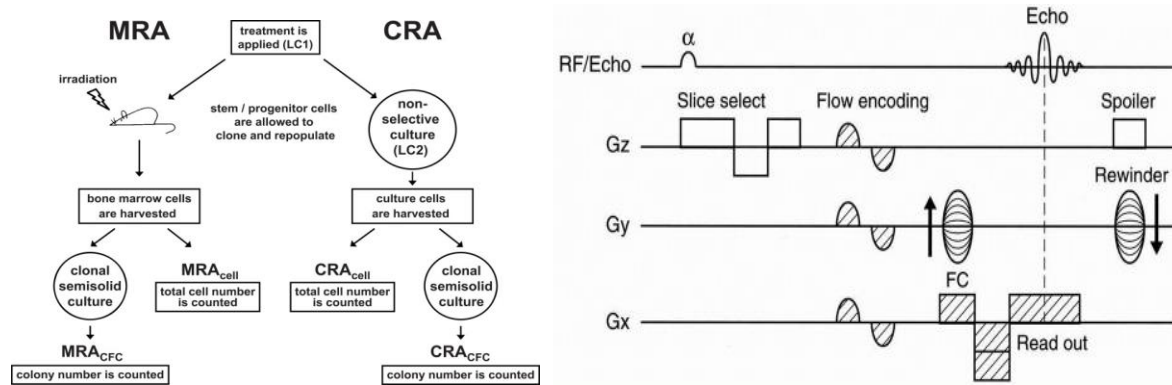 MRA
treatment is
applied (LC1)
CRA
irradiation
stem / progenitor cells
are allowed to
clone and repopulate
non-
selective culture
(LC2)
bone marrow cells
are harvested
culture cells
are harvested
clonal
semisolid
culture
MRAcell
total cell number
is counted
CRAcell
total cell number
is counted
clonal
semisolid
culture
MRACFC
colony number is counted
CRACFC
colony number is counted
Echo
RF/Echo
α
Slice select
Flow encoding
Spoiler
Gz
Rewinder
Gy
FC
Gx
Read out